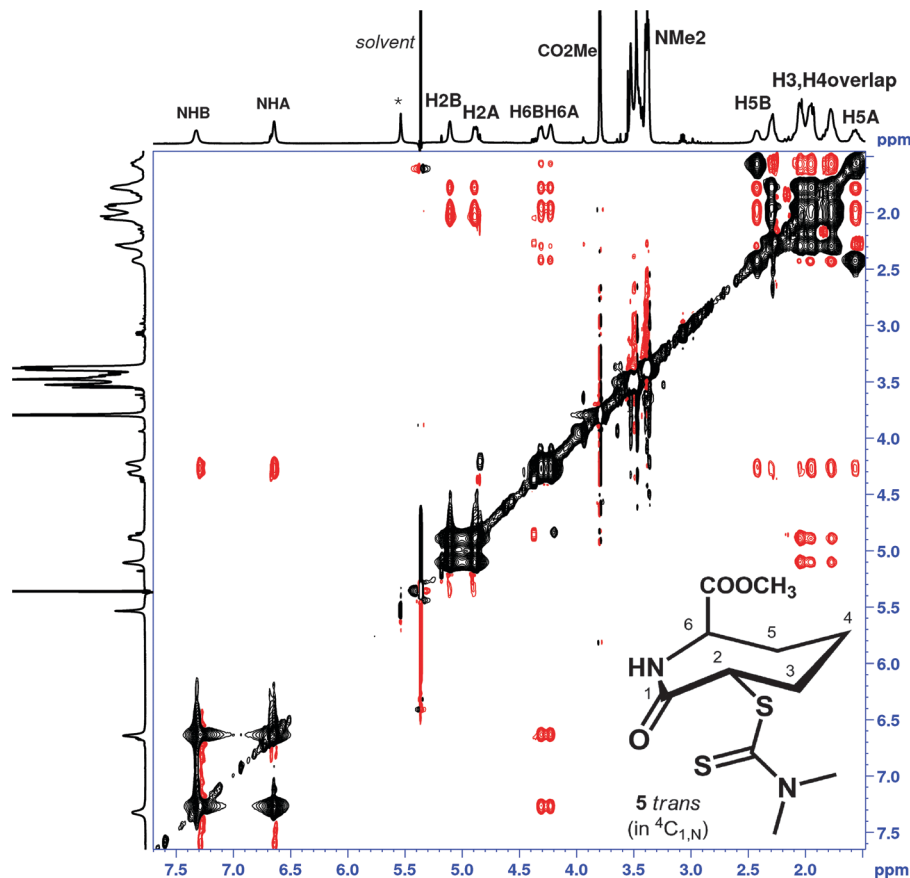 solvent
CO2Me
NMe2
NHB
NHA
*
H2B
H2A
H6B
H6A
H5B
H3,H4overlap
H5A
ppm
2.0
2.5
3.0
3.5
4.0
4.5
5.0
5.5
6.0
6.5
7.0
7.5
COOCH3
6
5
4
HN
2
3
1
S
O
S
N
5 trans
(in 4C1,N)
7.5 7.0 6.5 6.0 5.5 5.0 4.5 4.0 3.5 3.0 2.5 2.0 ppm